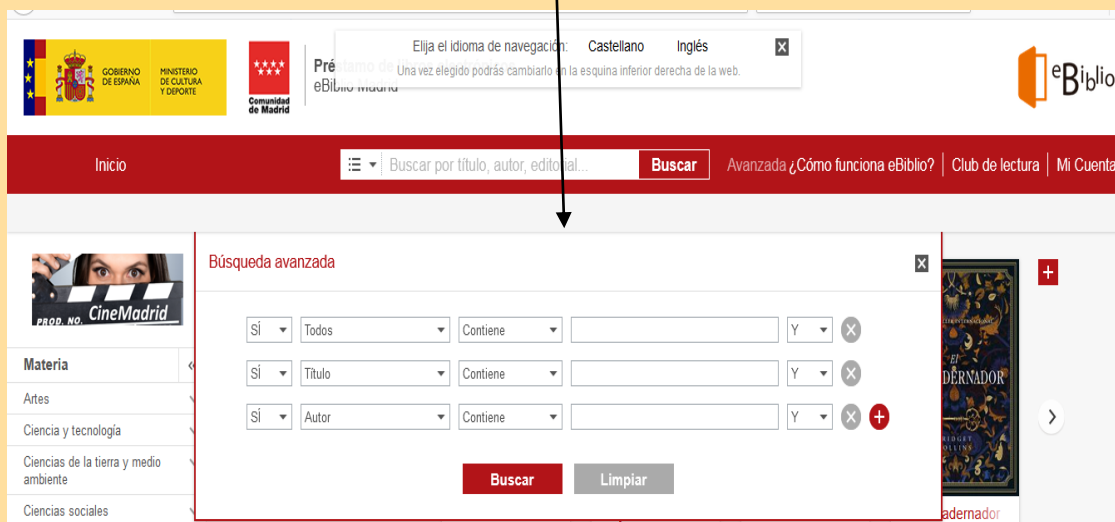 Elija el idioma de navegación: Castellano Inglés
Una vez elegido podrás cambiarlo en la esquina inferior derecha de la web.
GOBIERNO DE ESPAÑA
MINISTERIO DE CULTURA Y DEPORTE
Comunidad de Madrid
eBiblio Madrid
eBiblio
Inicio
Buscar por título, autor, editorial...
Buscar
Avanzada ¿Cómo funciona eBiblio? | Club de lectura | Mi Cuenta
Búsqueda avanzada
PROD. NO. CineMadrid
SÍ Todos Contiene Y
SÍ Título Contiene Y
SÍ Autor Contiene Y
Buscar Limpiar
Materia
Artes
Ciencia y tecnología
Ciencias de la tierra y medio
ambiente
Ciencias sociales
El
DERNADOR
BRIDGET
COLLINS
adernador